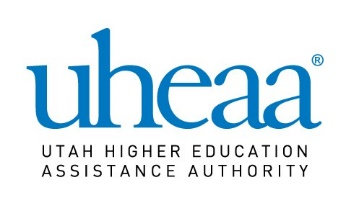 uheaa®
UTAH HIGHER EDUCATION
ASSISTANCE AUTHORITY